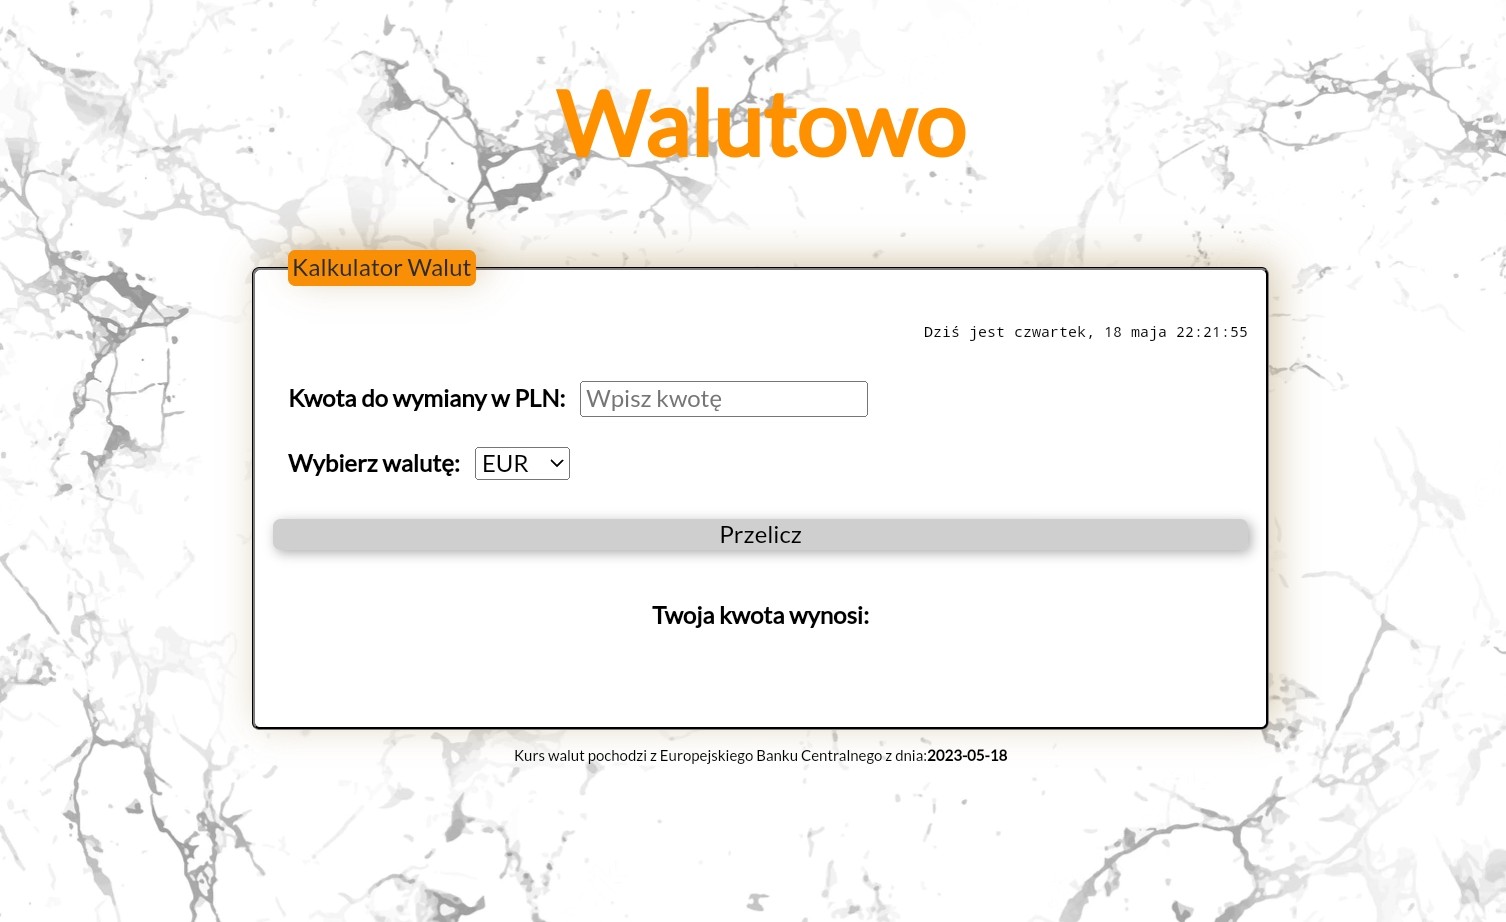 Walutowo
Kalkulator Walut
Dziś jest czwartek, 18 maja 22:21:55
Kwota do wymiany w PLN: Wpisz kwotę
Wybierz walutę: EUR
Przelicz
Twoja kwota wynosi:
Kurs walut pochodzi z Europejskiego Banku Centralnego z dnia:2023-05-18